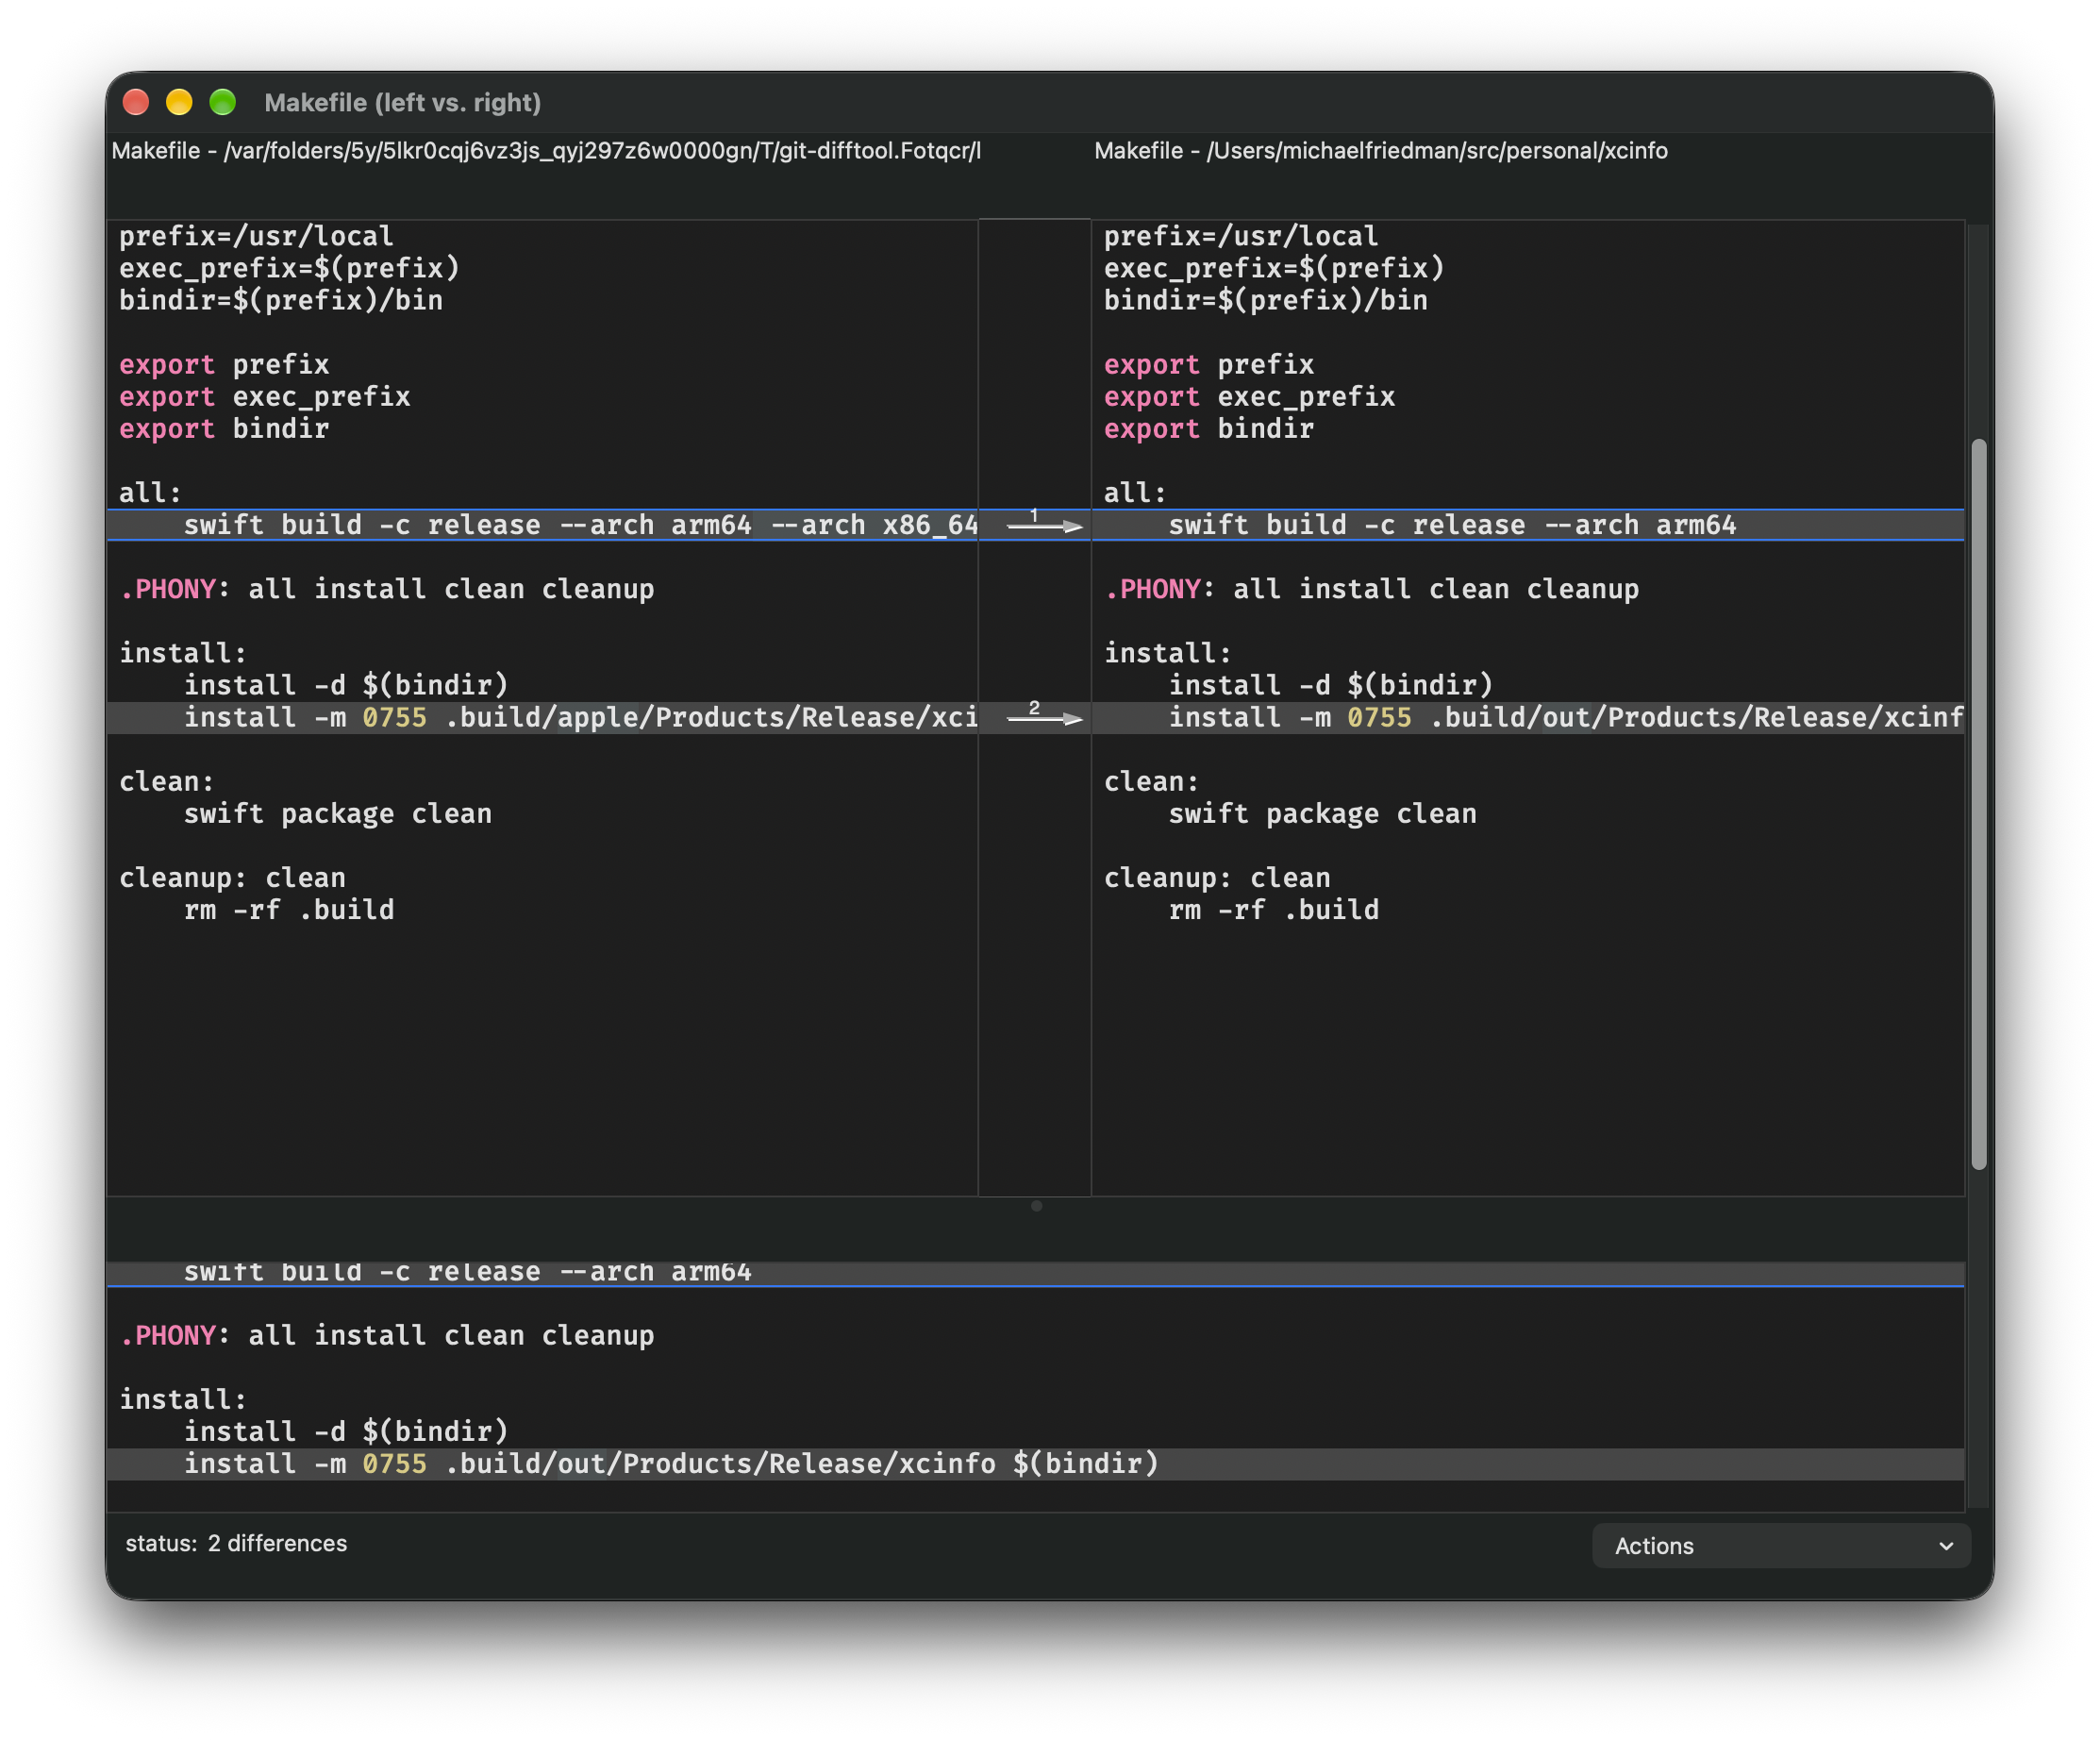 Makefile (left vs. right)
Makefile - /var/folders/5y/5lkr0cqj6vz3js_qyj297z6w0000gn/T/git-difftool.Fotqcr/l
Makefile - /Users/michaelfriedman/src/personal/xcinfo
prefix=/usr/local
exec_prefix=$(prefix)
bindir=$(prefix)/bin
export prefix
export exec_prefix
export bindir
all:
    swift build -c release --arch arm64 --arch x86_64
.PHONY: all install clean cleanup
install:
    install -d $(bindir)
    install -m 0755 .build/apple/Products/Release/xci
clean:
    swift package clean
cleanup: clean
    rm -rf .build
1
2
prefix=/usr/local
exec_prefix=$(prefix)
bindir=$(prefix)/bin
export prefix
export exec_prefix
export bindir
all:
    swift build -c release --arch arm64
.PHONY: all install clean cleanup
install:
    install -d $(bindir)
    install -m 0755 .build/out/Products/Release/xcinf
clean:
    swift package clean
cleanup: clean
    rm -rf .build
    swift build -c release --arch arm64
.PHONY: all install clean cleanup
install:
    install -d $(bindir)
    install -m 0755 .build/out/Products/Release/xcinfo $(bindir)
status: 2 differences
Actions